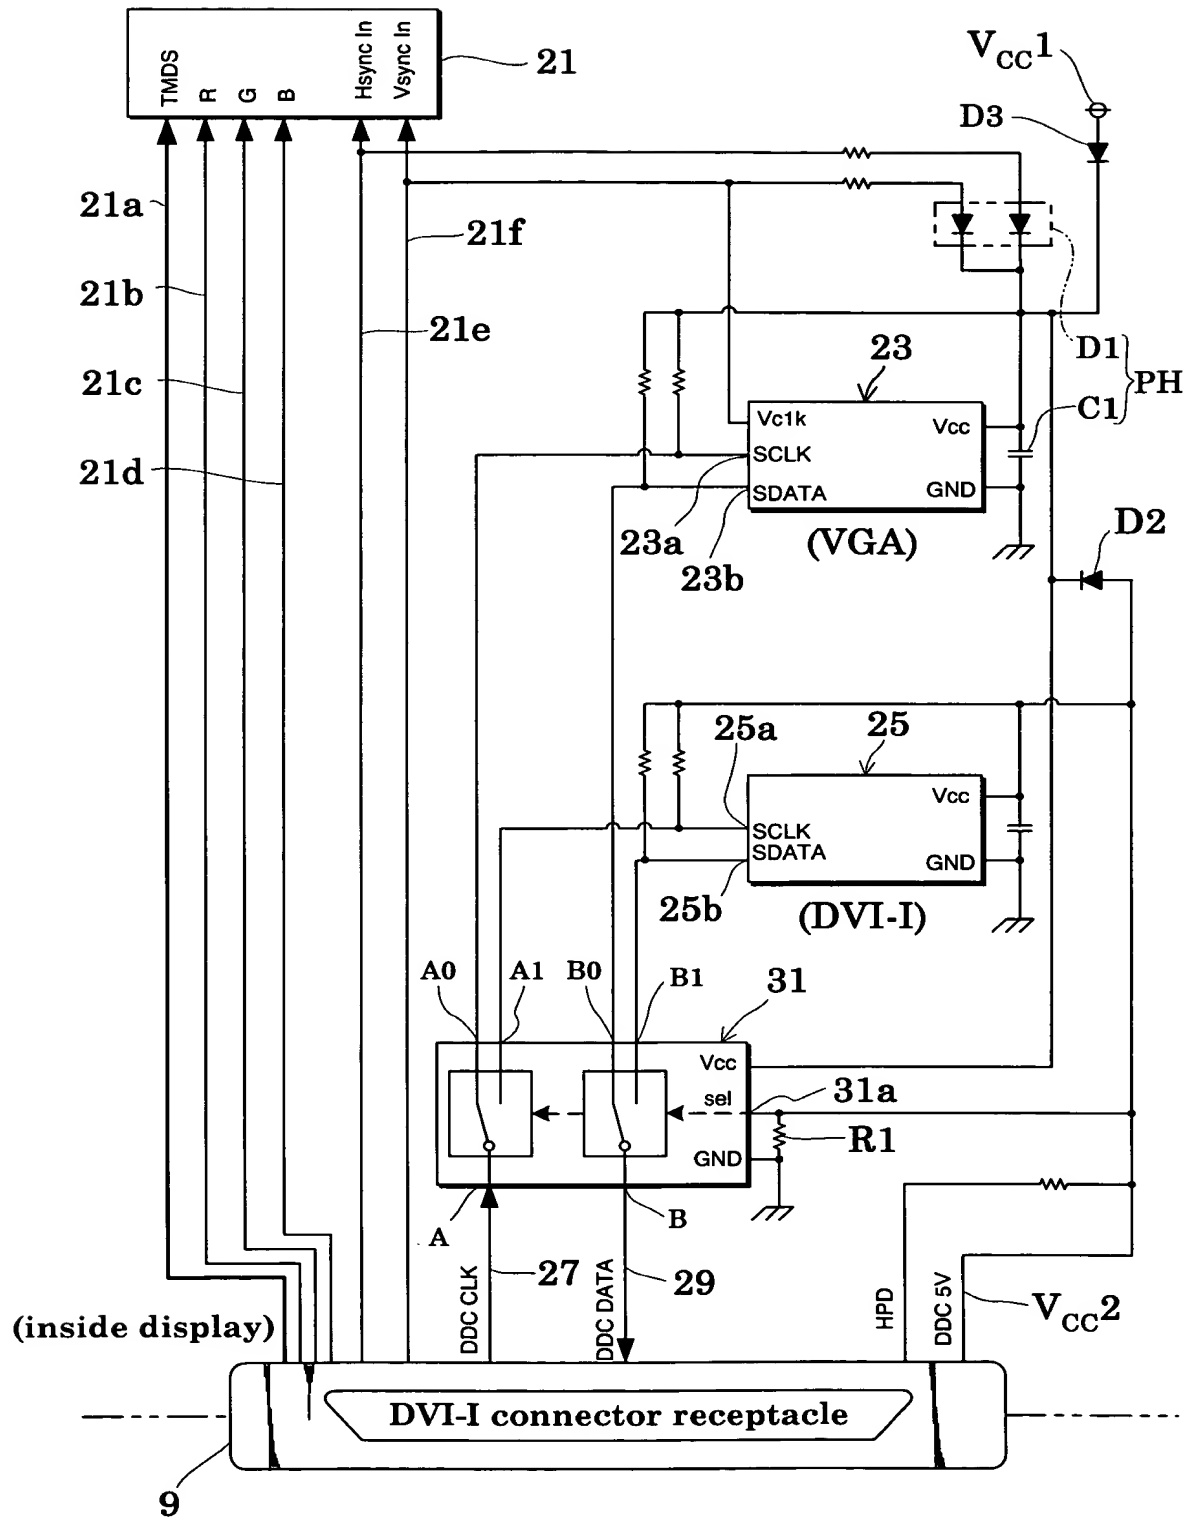 TMDS
R
G
B
Hsync In
Vsync In
21
V_CC1
D3
21a
21f
21b
21e
D1
PH
C1
21c
23
Vc1k
Vcc
SCLK
SDATA
GND
21d
23a
23b
(VGA)
D2
25a
25
Vcc
SCLK
SDATA
GND
25b
(DVI-I)
A0
A1
B0
B1
31
Vcc
sel
31a
GND
R1
A
B
DDC CLK
27
DDC DATA
29
HPD
DDC 5V
V_CC2
(inside display)
DVI-I connector receptacle
9